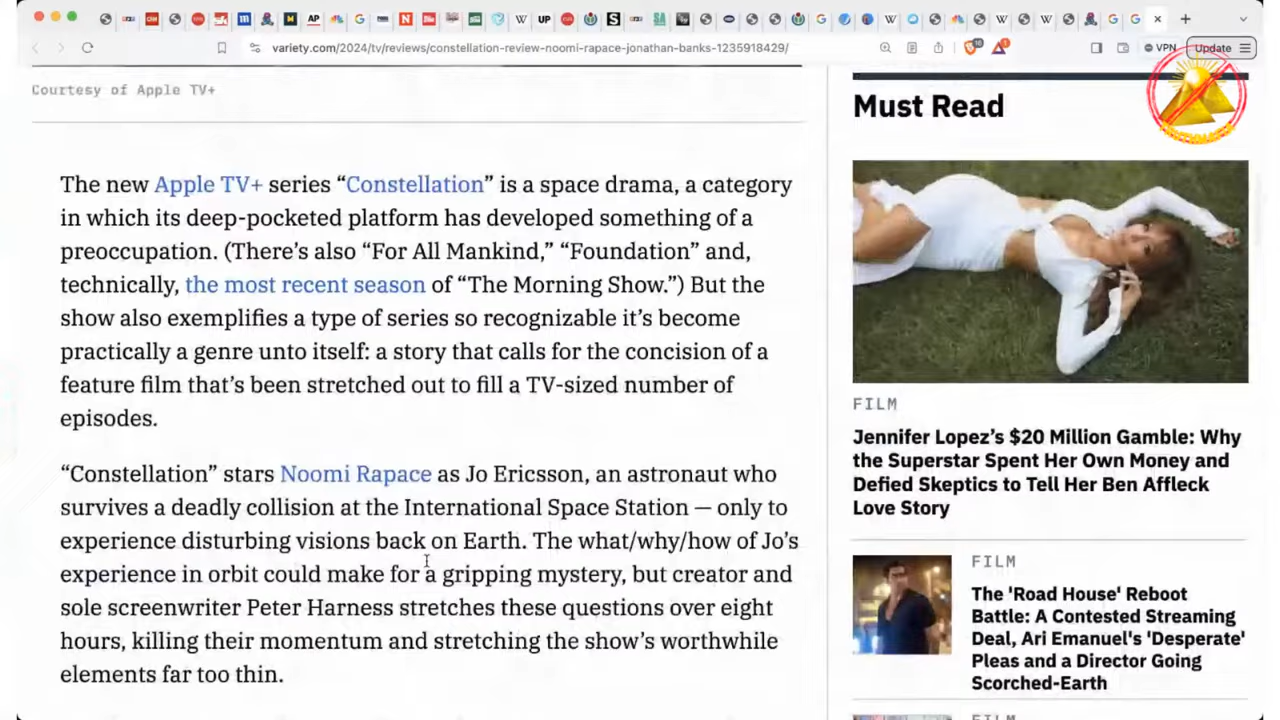 variety.com/2024/tv/reviews/constellation-review-noomi-rapace-jonathan-banks-1235918429/
VPN
Update
Courtesy of Apple TV+
The new Apple TV+ series “Constellation” is a space drama, a category
in which its deep-pocketed platform has developed something of a
preoccupation. (There’s also “For All Mankind,” “Foundation” and,
technically, the most recent season of “The Morning Show.”) But the
show also exemplifies a type of series so recognizable it’s become
practically a genre unto itself: a story that calls for the concision of a
feature film that’s been stretched out to fill a TV-sized number of
episodes.
“Constellation” stars Noomi Rapace as Jo Ericsson, an astronaut who
survives a deadly collision at the International Space Station — only to
experience disturbing visions back on Earth. The what/why/how of Jo’s
experience in orbit could make for a gripping mystery, but creator and
sole screenwriter Peter Harness stretches these questions over eight
hours, killing their momentum and stretching the show’s worthwhile
elements far too thin.
Must Read
FILM
Jennifer Lopez’s $20 Million Gamble: Why
the Superstar Spent Her Own Money and
Defied Skeptics to Tell Her Ben Affleck
Love Story
FILM
The 'Road House' Reboot
Battle: A Contested Streaming
Deal, Ari Emanuel's 'Desperate'
Pleas and a Director Going
Scorched-Earth
FILM